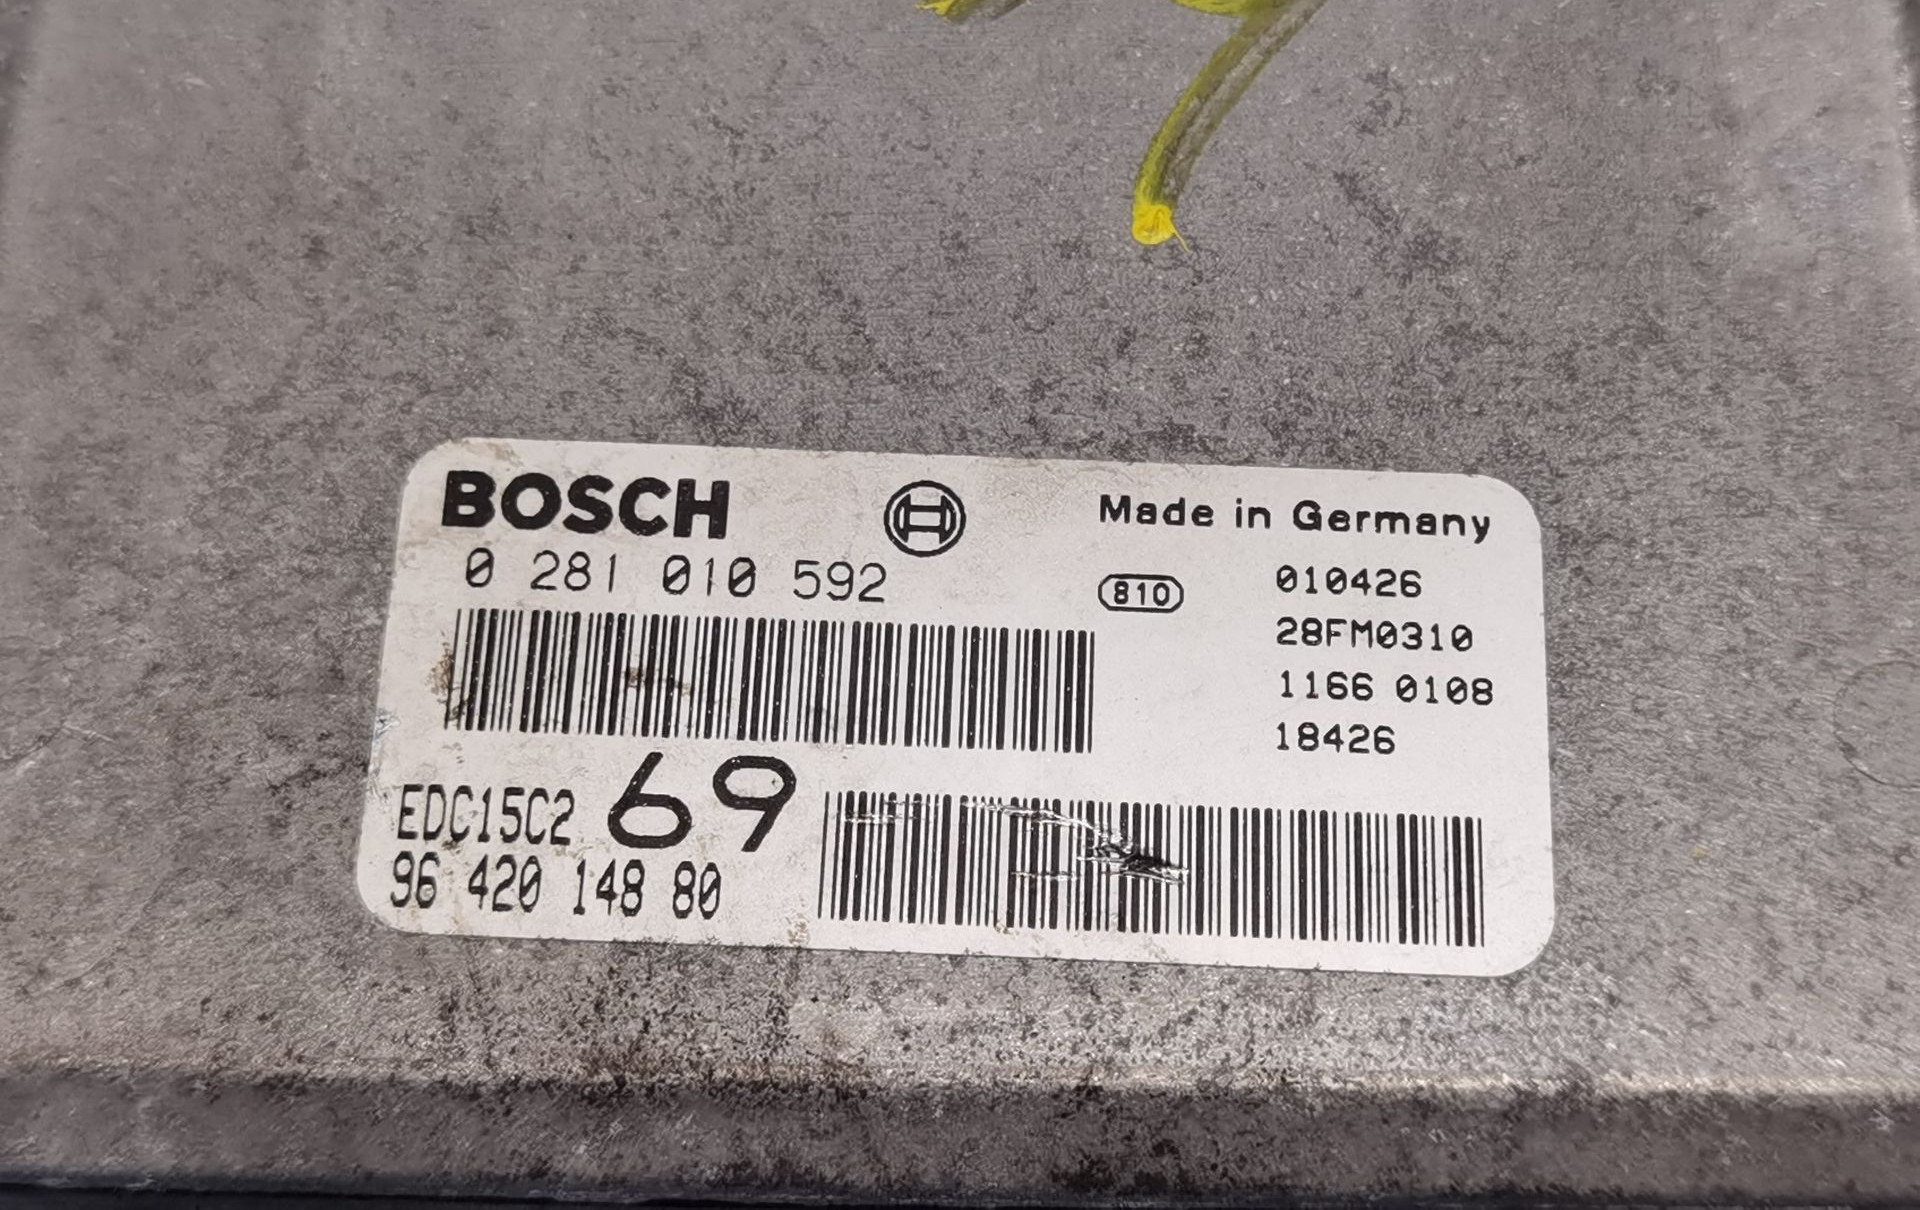 BOSCH
Made in Germany
0 281 010 592
810
010426
28FM0310
1166 0108
18426
EDC15C2 69
96 420 148 80